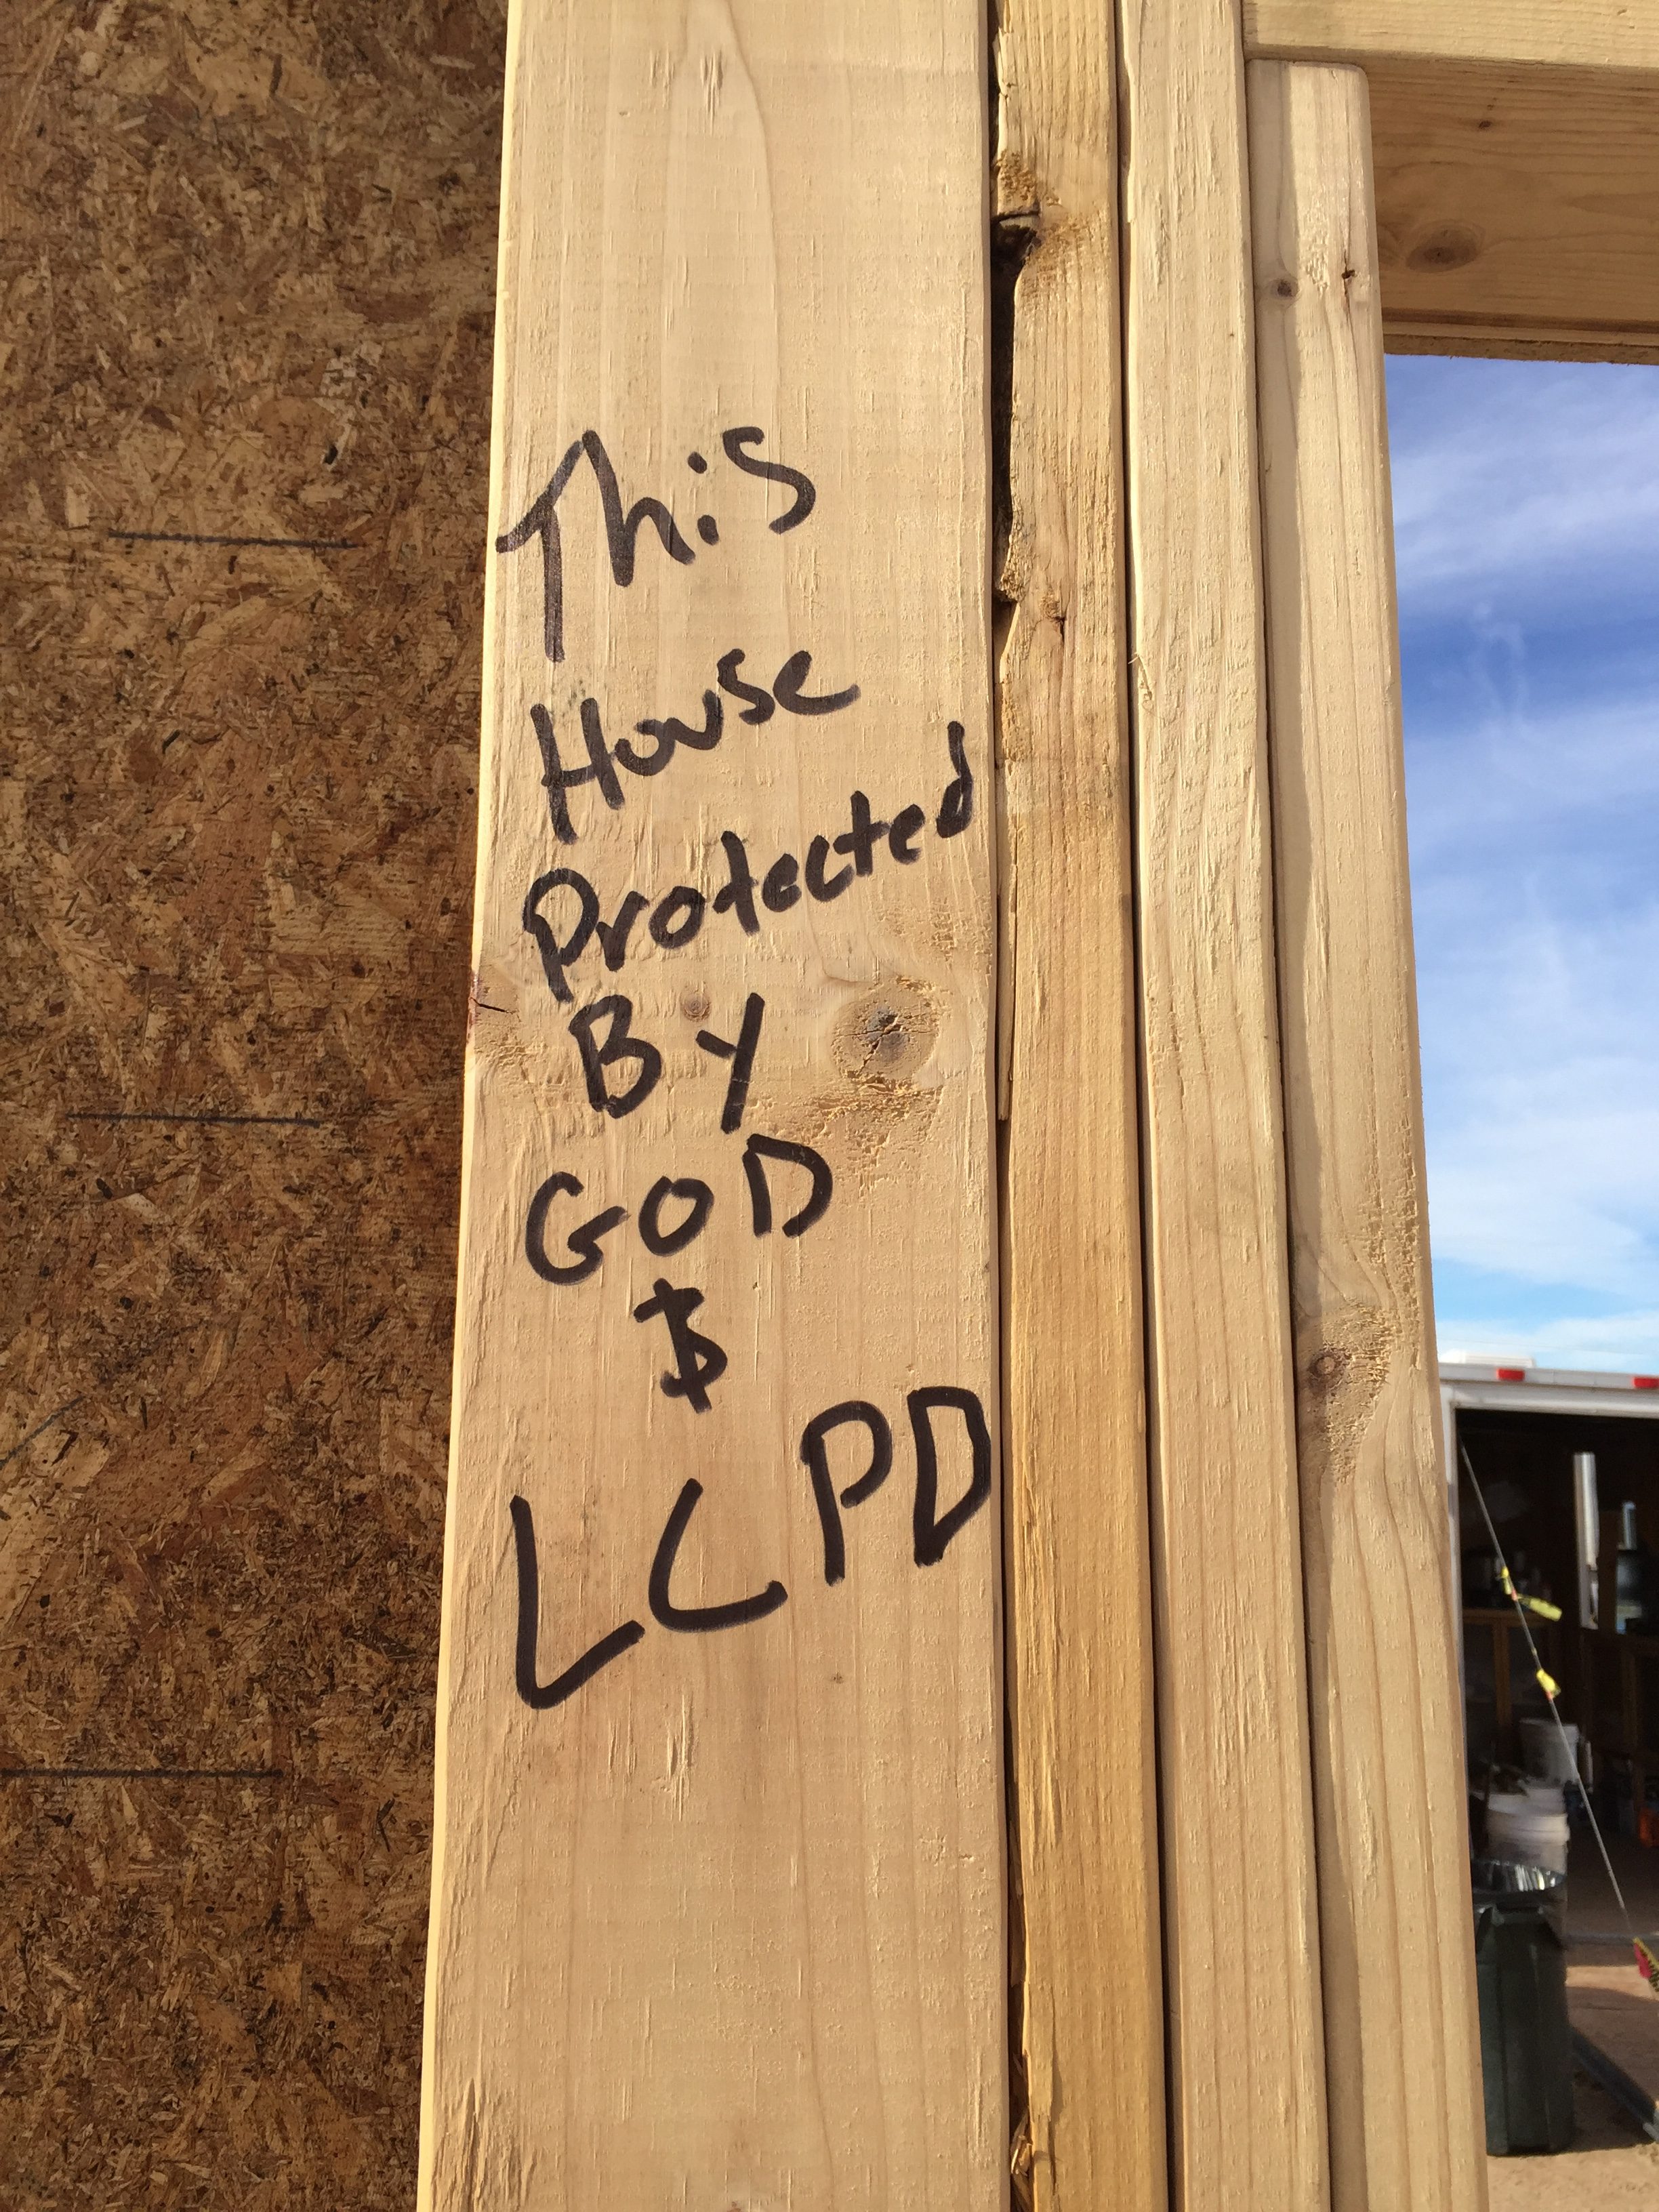 This
House
Protected
By
GOD
&
LCPD